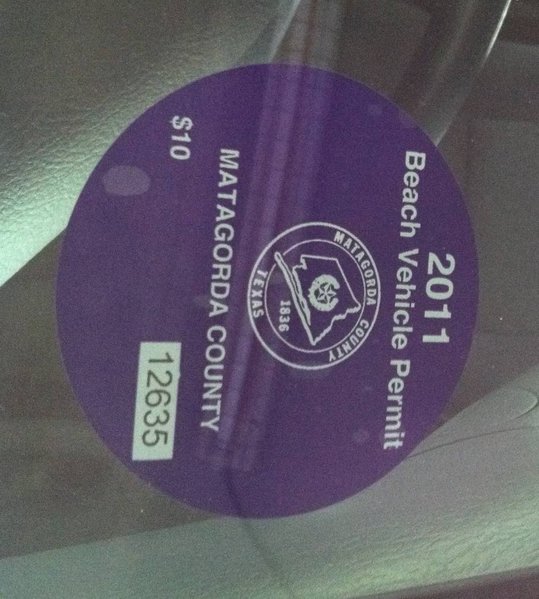 2011
Beach Vehicle Permit
MATAGORDA COUNTY
TEXAS
1836
MATAGORDA COUNTY
$10
12635